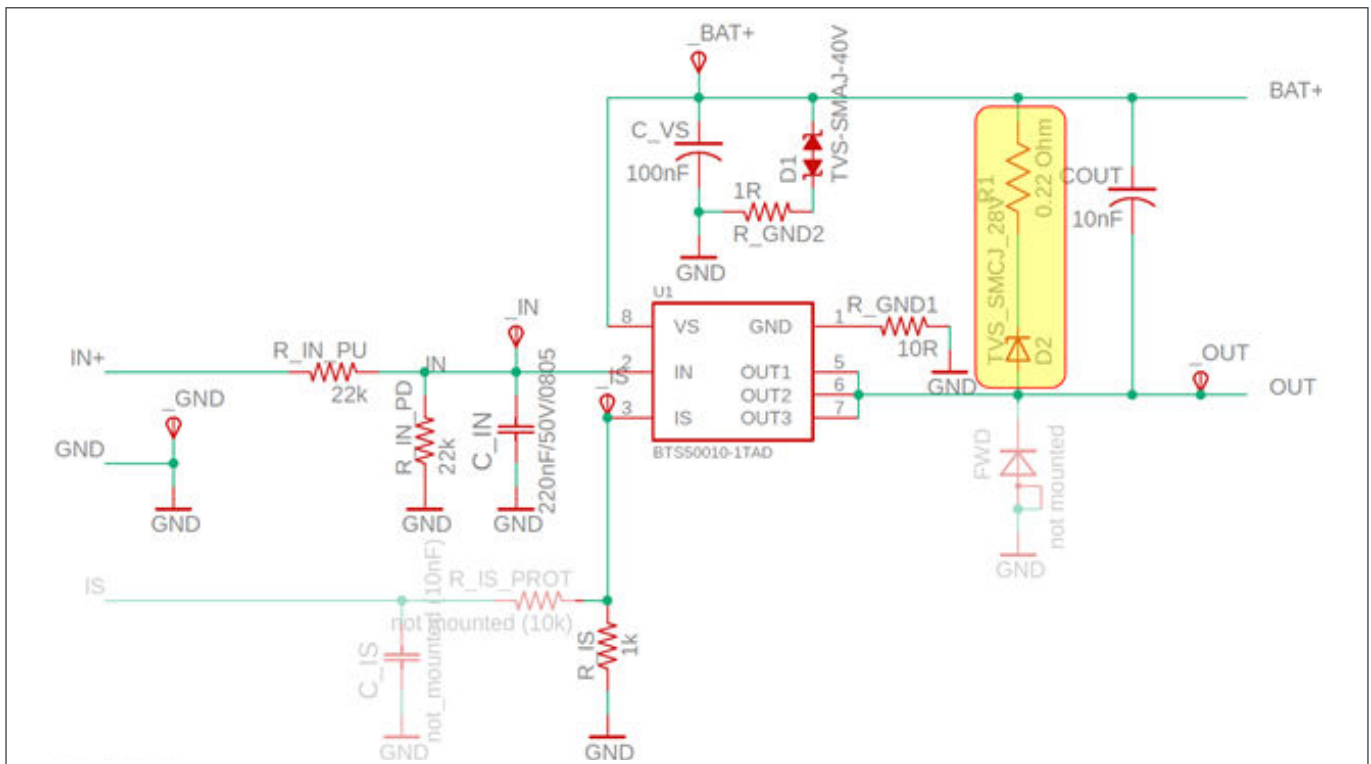 _BAT+
BAT+
C_VS
100nF
D1
TVS-SMAJ-40V
1R
R_GND2
GND
R1
0.22 Ohm
TVS_SMCJ_28V
D2
COUT
10nF
U1
8
VS
GND
1
R_GND1
10R
GND
2
IN
OUT1
5
OUT2
6
3
IS
OUT3
7
BTS50010-1TAD
_OUT
OUT
_IN
IN+
R_IN_PU
22k
IN
_GND
GND
GND
R_IN_PD
22k
GND
C_IN
220nF/50V/0805
GND
FWD
not mounted
GND
IS
R_IS_PROT
not mounted (10k)
C_IS
not_mounted (10nF)
GND
R_IS
1k
GND